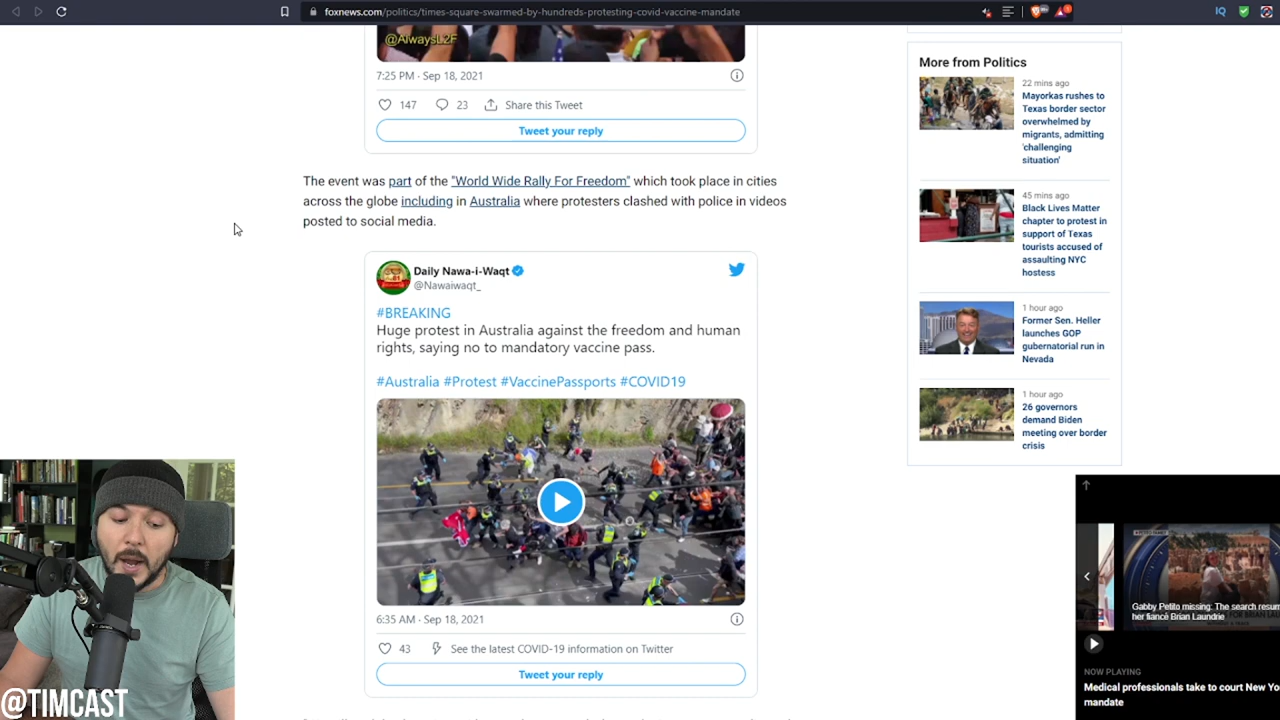 foxnews.com/politics/times-square-swarmed-by-hundreds-protesting-covid-vaccine-mandate
IQ
@AlwaysL2F
7:25 PM · Sep 18, 2021
147 23 Share this Tweet
Tweet your reply
The event was part of the "World Wide Rally For Freedom" which took place in cities
across the globe including in Australia where protesters clashed with police in videos
posted to social media.
Daily Nawa-i-Waqt
@Nawaiwaqt_
#BREAKING
Huge protest in Australia against the freedom and human
rights, saying no to mandatory vaccine pass.
#Australia #Protest #VaccinePassports #COVID19
6:35 AM · Sep 18, 2021
43 See the latest COVID-19 information on Twitter
Tweet your reply
More from Politics
22 mins ago
Mayorkas rushes to
Texas border sector
overwhelmed by
migrants, admitting
'challenging
situation'
45 mins ago
Black Lives Matter
chapter to protest in
support of Texas
tourists accused of
assaulting NYC
hostess
1 hour ago
Former Sen. Heller
launches GOP
gubernatorial run in
Nevada
1 hour ago
26 governors
demand Biden
meeting over border
crisis
Gabby Petito missing: The search resum
her fiancé Brian Laundrie
NOW PLAYING
Medical professionals take to court New Yo
mandate
@TIMCAST